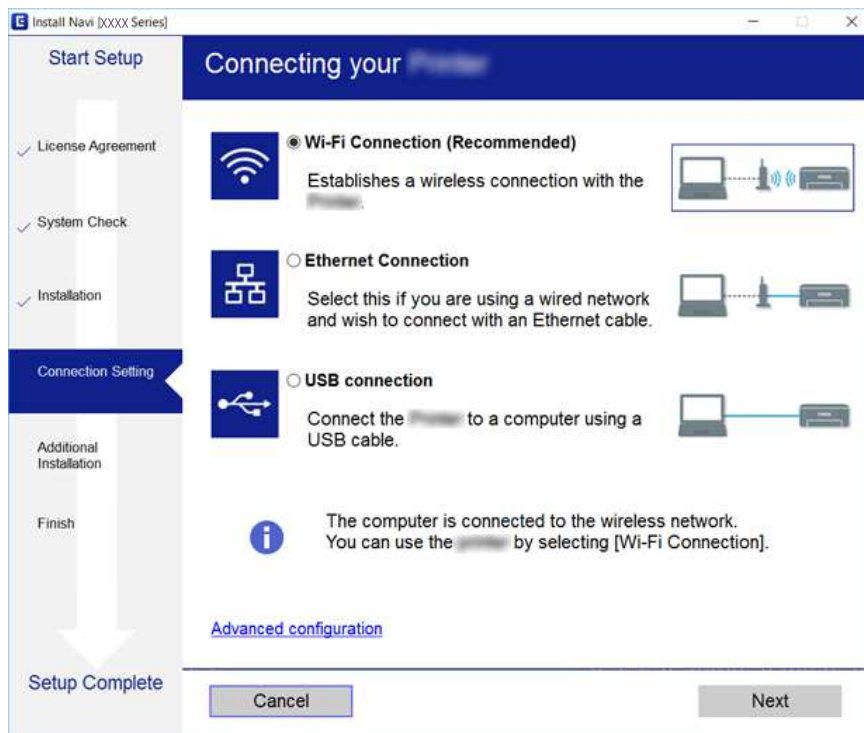 E Install Navi [XXXX Series]
Start Setup
License Agreement
System Check
Installation
Connection Setting
Additional
Installation
Finish
Setup Complete
Connecting your
Wi-Fi Connection (Recommended)
Establishes a wireless connection with the
.
Ethernet Connection
Select this if you are using a wired network
and wish to connect with an Ethernet cable.
USB connection
Connect the to a computer using a
USB cable.
i
The computer is connected to the wireless network.
You can use the by selecting [Wi-Fi Connection].
Advanced configuration
Cancel
Next